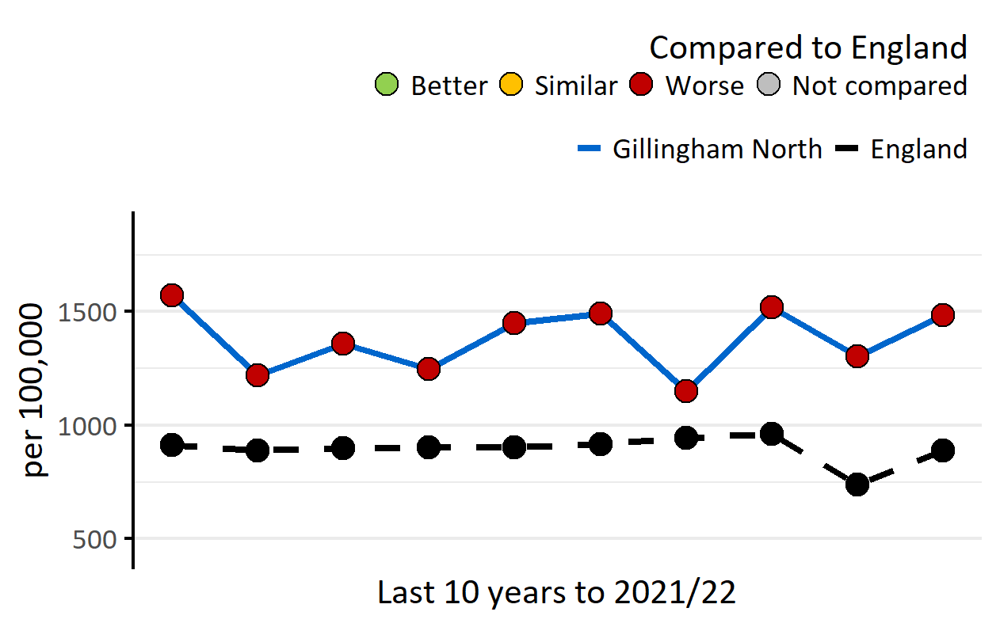 Compared to England
Better Similar Worse Not compared
Gillingham North England
per 100,000
1500
1000
500
Last 10 years to 2021/22